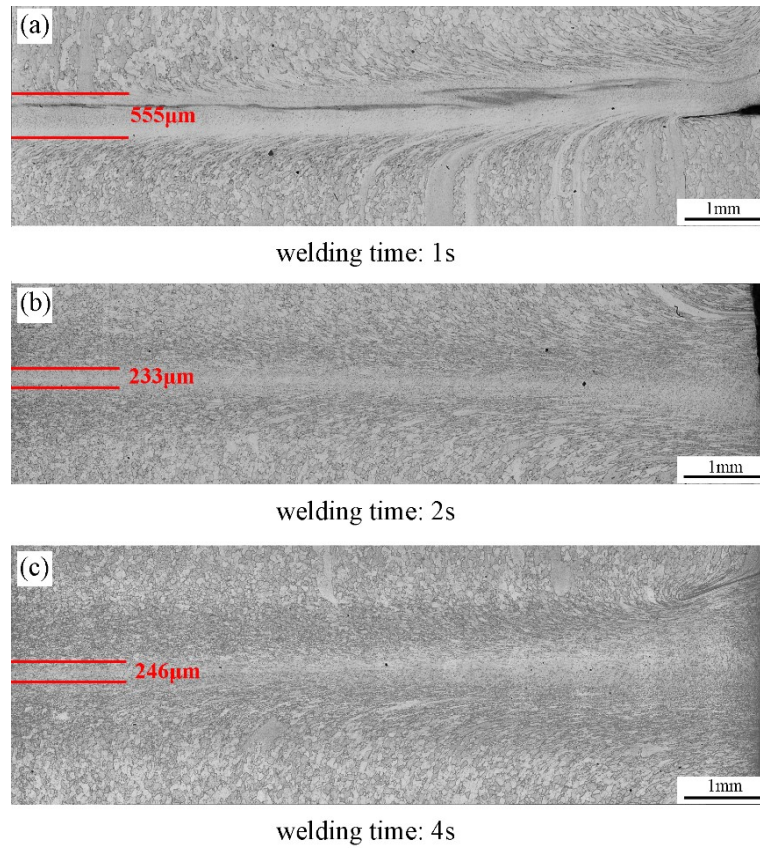 (a)
555μm
1mm
welding time: 1s
(b)
233μm
1mm
welding time: 2s
(c)
246μm
1mm
welding time: 4s